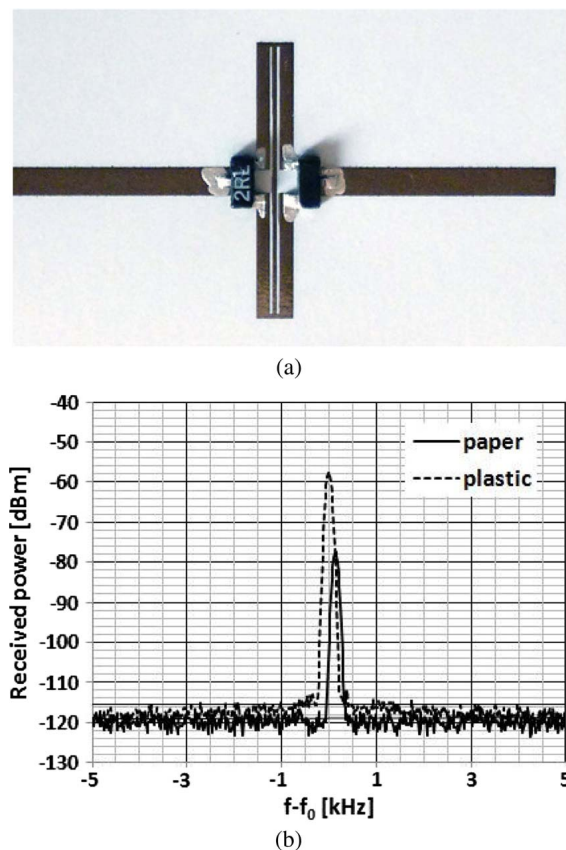 2RL
(a)
-40
-50
-60
-70
-80
-90
-100
-110
-120
-130
Received power [dBm]
paper
plastic
-5 -3 -1 1 3 5
f-f₀ [kHz]
(b)